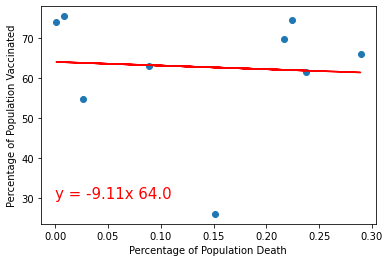 70
60
50
40
30
Percentage of Population Vaccinated
y = -9.11x 64.0
0.00 0.05 0.10 0.15 0.20 0.25 0.30
Percentage of Population Death